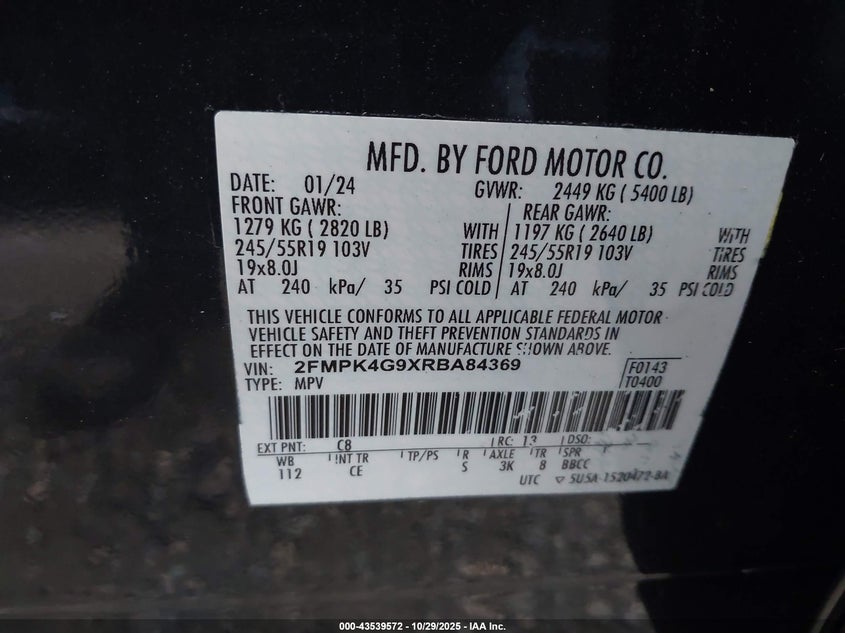 MFD. BY FORD MOTOR CO.
DATE: 01/24 GVWR: 2449 KG ( 5400 LB)
FRONT GAWR: REAR GAWR:
1279 KG ( 2820 LB) WITH 1197 KG ( 2640 LB) WITH
245/55R19 103V TIRES 245/55R19 103V TIRES
19x8.0J RIMS 19x8.0J RIMS
AT 240 kPa/ 35 PSI COLD AT 240 kPa/ 35 PSI COLD
THIS VEHICLE CONFORMS TO ALL APPLICABLE FEDERAL MOTOR
VEHICLE SAFETY AND THEFT PREVENTION STANDARDS IN
EFFECT ON THE DATE OF MANUFACTURE SHOWN ABOVE.
VIN: 2FMPK4G9XRBA84369 F0143
TYPE: MPV T0400
EXT PNT: C8 RC: 13 DSO:
WB INT TR TP/PS R AXLE TR SPR
112 CE S 3K 8 BBCC
UTC ▽ 5U5A-1520472-BA
000-43539572 - 10/29/2025 - IAA Inc.